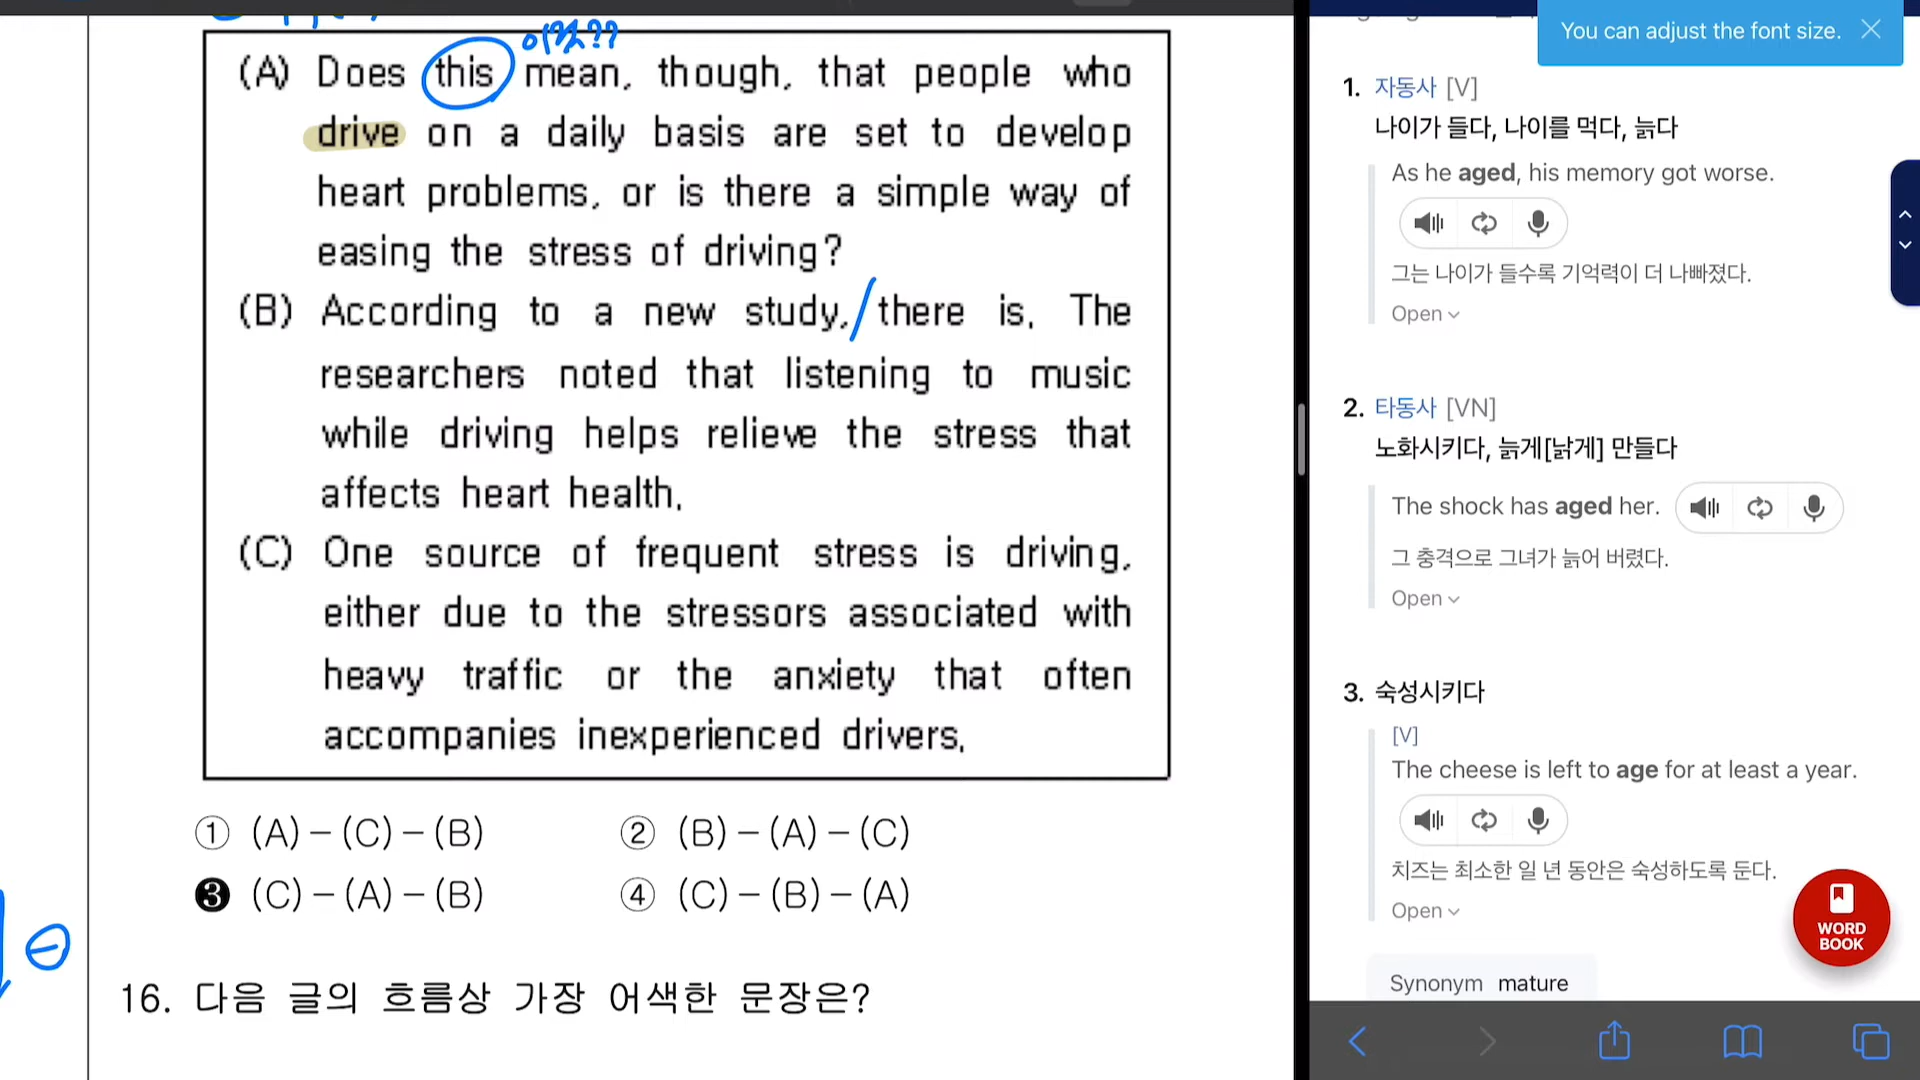 이것??
(A) Does this mean, though, that people who
drive on a daily basis are set to develop
heart problems, or is there a simple way of
easing the stress of driving?
(B) According to a new study, there is. The
researchers noted that listening to music
while driving helps relieve the stress that
affects heart health.
(C) One source of frequent stress is driving,
either due to the stressors associated with
heavy traffic or the anxiety that often
accompanies inexperienced drivers.
① (A) - (C) - (B)
② (B) - (A) - (C)
❸ (C) - (A) - (B)
④ (C) - (B) - (A)
16. 다음 글의 흐름상 가장 어색한 문장은?
You can adjust the font size.
1. 자동사 [V]
나이가 들다, 나이를 먹다, 늙다
As he aged, his memory got worse.
그는 나이가 들수록 기억력이 더 나빠졌다.
Open
2. 타동사 [VN]
노화시키다, 늙게[낡게] 만들다
The shock has aged her.
그 충격으로 그녀가 늙어 버렸다.
Open
3. 숙성시키다
[V]
The cheese is left to age for at least a year.
치즈는 최소한 일 년 동안은 숙성하도록 둔다.
Open
WORD
BOOK
Synonym mature